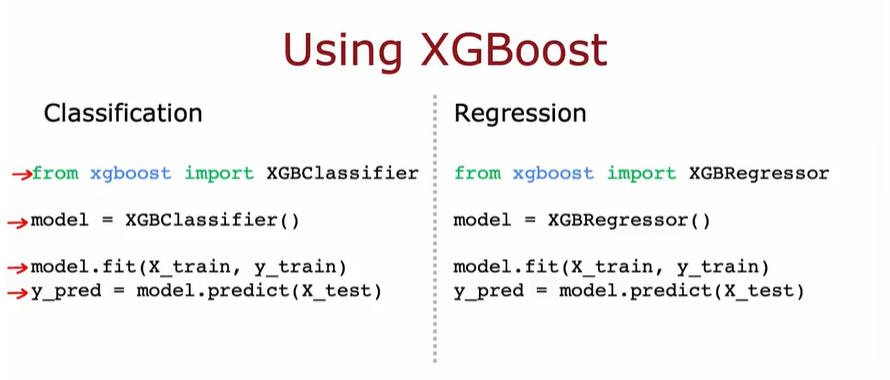 Using XGBoost
Classification
from xgboost import XGBClassifier
model = XGBClassifier()
model.fit(X_train, y_train)
y_pred = model.predict(X_test)
Regression
from xgboost import XGBRegressor
model = XGBRegressor()
model.fit(X_train, y_train)
y_pred = model.predict(X_test)